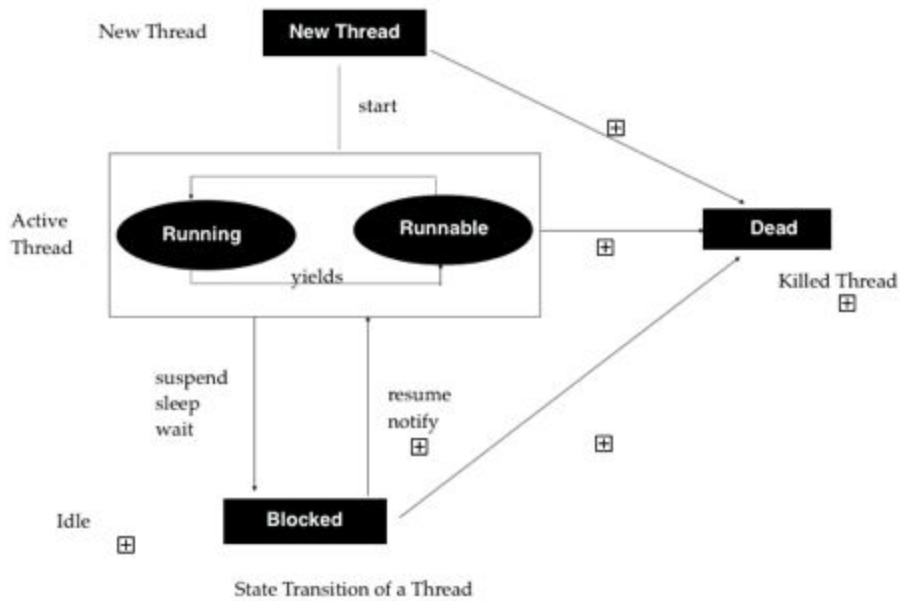 New Thread
New Thread
start
Active
Thread
Running
Runnable
yields
Dead
Killed Thread
suspend
sleep
wait
resume
notify
Idle
Blocked
State Transition of a Thread